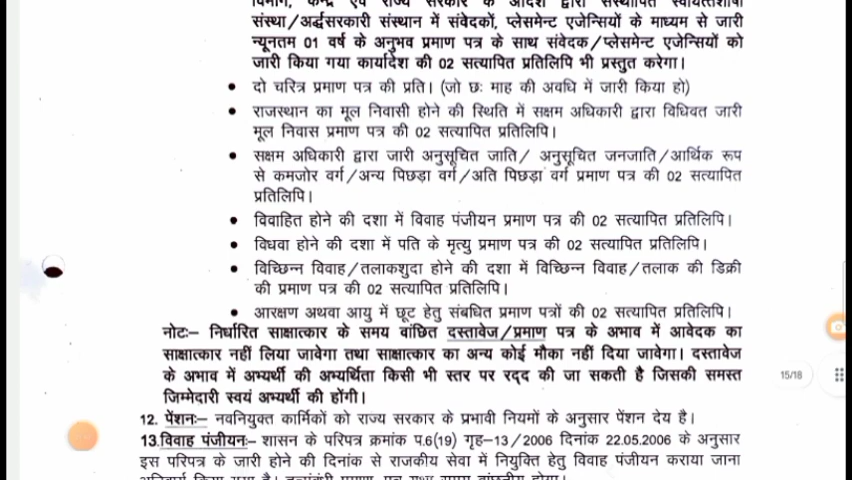 विभाग, केन्द्र एवं राज्य सरकार के आदेश द्वारा स्थापित स्वायत्तशाषी
संस्था/अर्द्धसरकारी संस्थान में संवेदकों, प्लेसमेन्ट एजेन्सियों के माध्यम से जारी
न्यूनतम 01 वर्ष के अनुभव प्रमाण पत्र के साथ संवेदक/प्लेसमेन्ट एजेन्सियों को
जारी किया गया कार्यादेश की 02 सत्यापित प्रतिलिपि भी प्रस्तुत करेगा।
• दो चरित्र प्रमाण पत्र की प्रति। (जो छः माह की अवधि में जारी किया हो)
• राजस्थान का मूल निवासी होने की स्थिति में सक्षम अधिकारी द्वारा विधिवत जारी
मूल निवास प्रमाण पत्र की 02 सत्यापित प्रतिलिपि।
• सक्षम अधिकारी द्वारा जारी अनुसूचित जाति/ अनुसूचित जनजाति/आर्थिक रूप
से कमजोर वर्ग/अन्य पिछड़ा वर्ग/अति पिछड़ा वर्ग प्रमाण पत्र की 02 सत्यापित
प्रतिलिपि।
• विवाहित होने की दशा में विवाह पंजीयन प्रमाण पत्र की 02 सत्यापित प्रतिलिपि।
• विधवा होने की दशा में पति के मृत्यु प्रमाण पत्र की 02 सत्यापित प्रतिलिपि।
• विच्छिन्न विवाह/तलाकशुदा होने की दशा में विच्छिन्न विवाह/तलाक की डिक्री
की प्रमाण पत्र की 02 सत्यापित प्रतिलिपि।
• आरक्षण अथवा आयु में छूट हेतु संबधित प्रमाण पत्रों की 02 सत्यापित प्रतिलिपि।
नोटः– निर्धारित साक्षात्कार के समय वांछित दस्तावेज/प्रमाण पत्र के अभाव में आवेदक का
साक्षात्कार नहीं लिया जावेगा तथा साक्षात्कार का अन्य कोई मौका नहीं दिया जावेगा। दस्तावेज
के अभाव में अभ्यर्थी की अभ्यर्थिता किसी भी स्तर पर रद्द की जा सकती है जिसकी समस्त
जिम्मेदारी स्वयं अभ्यर्थी की होंगी।
15/18
12. पेंशनः– नवनियुक्त कार्मिकों को राज्य सरकार के प्रभावी नियमों के अनुसार पेंशन देय है।
13.विवाह पंजीयनः– शासन के परिपत्र क्रमांक प.6(19) गृह–13/2006 दिनांक 22.05.2006 के अनुसार
इस परिपत्र के जारी होने की दिनांक से राजकीय सेवा में नियुक्ति हेतु विवाह पंजीयन कराया जाना